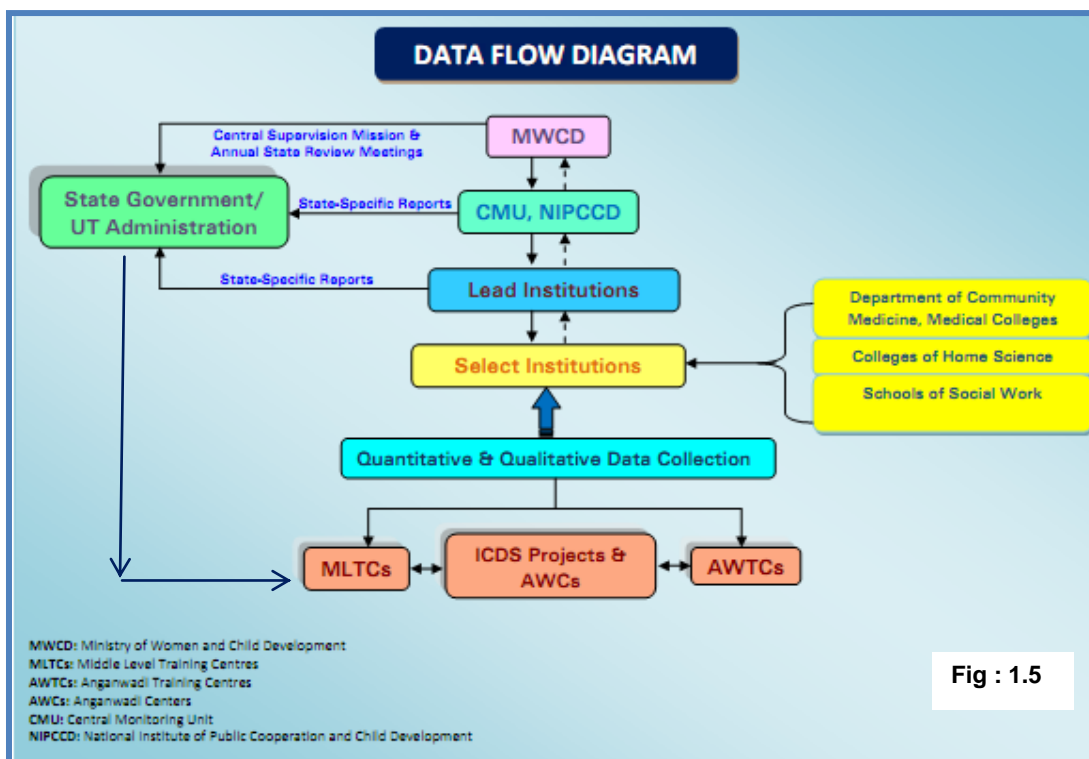 DATA FLOW DIAGRAM
Central Supervision Mission &
Annual State Review Meetings
MWCD
State Government/
UT Administration
State-Specific Reports
CMU, NIPCCD
State-Specific Reports
Lead Institutions
Select Institutions
Department of Community
Medicine, Medical Colleges
Colleges of Home Science
Schools of Social Work
Quantitative & Qualitative Data Collection
MLTCs
ICDS Projects &
AWCs
AWTCs
MWCD: Ministry of Women and Child Development
MLTCs: Middle Level Training Centres
AWTCs: Anganwadi Training Centres
AWCs: Anganwadi Centers
CMU: Central Monitoring Unit
NIPCCD: National Institute of Public Cooperation and Child Development
Fig : 1.5